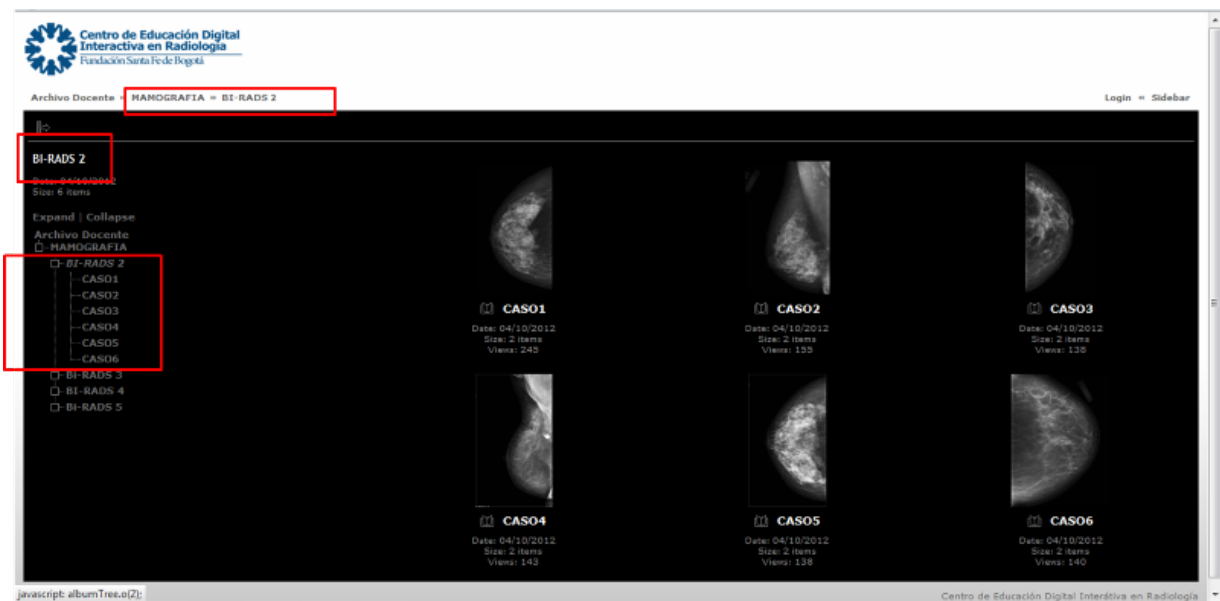 Centro de Educación Digital
Interactiva en Radiología
Fundación Santa Fe de Bogotá
Archivo Docente » MAMOGRAFIA » BI-RADS 2
Login « Sidebar
BI-RADS 2
Date: 04/10/2012
Size: 6 items
Expand | Collapse
Archivo Docente
MAMOGRAFIA
BI-RADS 2
CASO1
CASO2
CASO3
CASO4
CASO5
CASO6
BI-RADS 3
BI-RADS 4
BI-RADS 5
CASO1
Date: 04/10/2012
Size: 2 items
Views: 245
CASO2
Date: 04/10/2012
Size: 2 items
Views: 155
CASO3
Date: 04/10/2012
Size: 2 items
Views: 138
CASO4
Date: 04/10/2012
Size: 2 items
Views: 143
CASO5
Date: 04/10/2012
Size: 2 items
Views: 138
CASO6
Date: 04/10/2012
Size: 2 items
Views: 140
javascript: albumTree.o(2);
Centro de Educación Digital Interátiva en Radiología